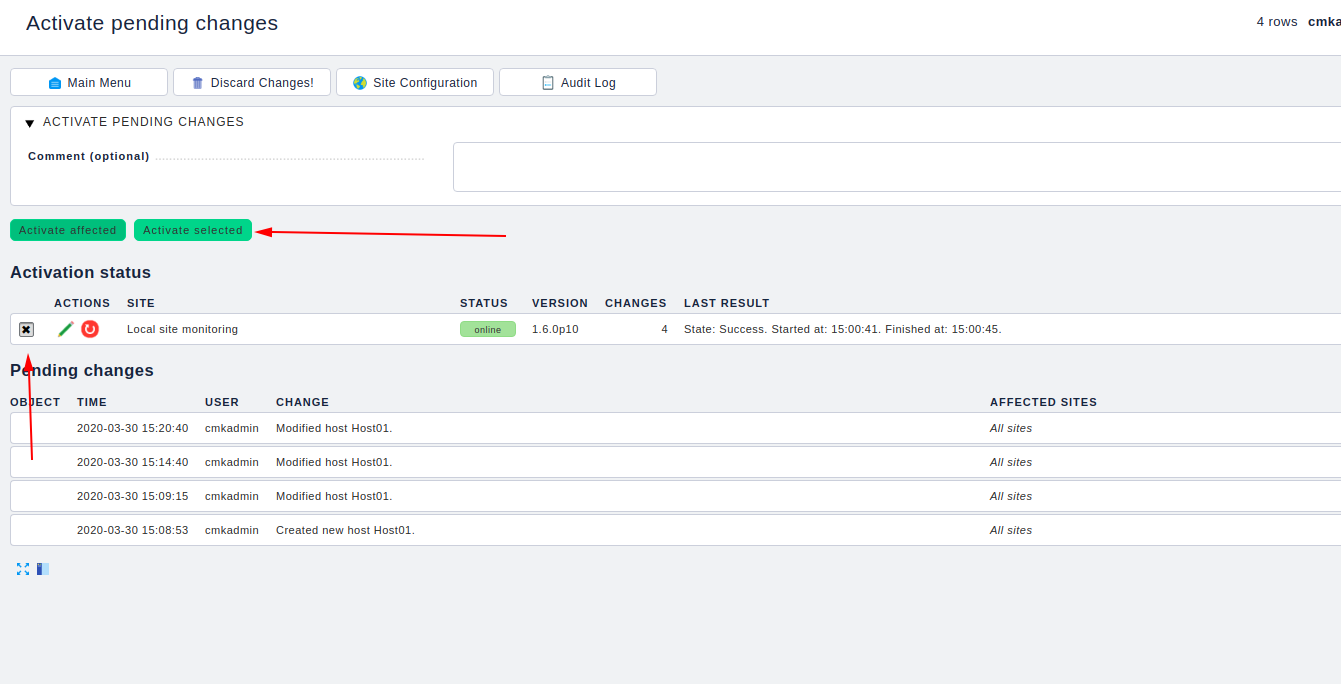 Activate pending changes
4 rows cmka
Main Menu Discard Changes! Site Configuration Audit Log
ACTIVATE PENDING CHANGES
Comment (optional)
Activate affected Activate selected
Activation status
ACTIONS SITE STATUS VERSION CHANGES LAST RESULT
Local site monitoring online 1.6.0p10 4 State: Success. Started at: 15:00:41. Finished at: 15:00:45.
Pending changes
OBJECT TIME USER CHANGE AFFECTED SITES
2020-03-30 15:20:40 cmkadmin Modified host Host01. All sites
2020-03-30 15:14:40 cmkadmin Modified host Host01. All sites
2020-03-30 15:09:15 cmkadmin Modified host Host01. All sites
2020-03-30 15:08:53 cmkadmin Created new host Host01. All sites